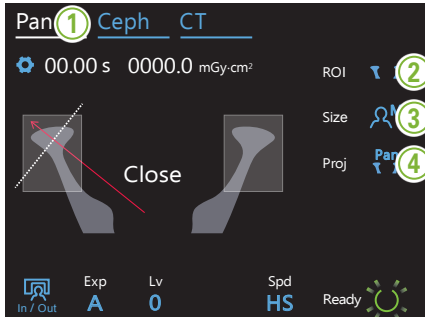 Pan 1 Ceph CT
00.00 s 0000.0 mGy·cm²
ROI 2
Size M 3
Close
Proj Pan 4
In / Out
Exp Lv Spd
A 0 HS
Ready